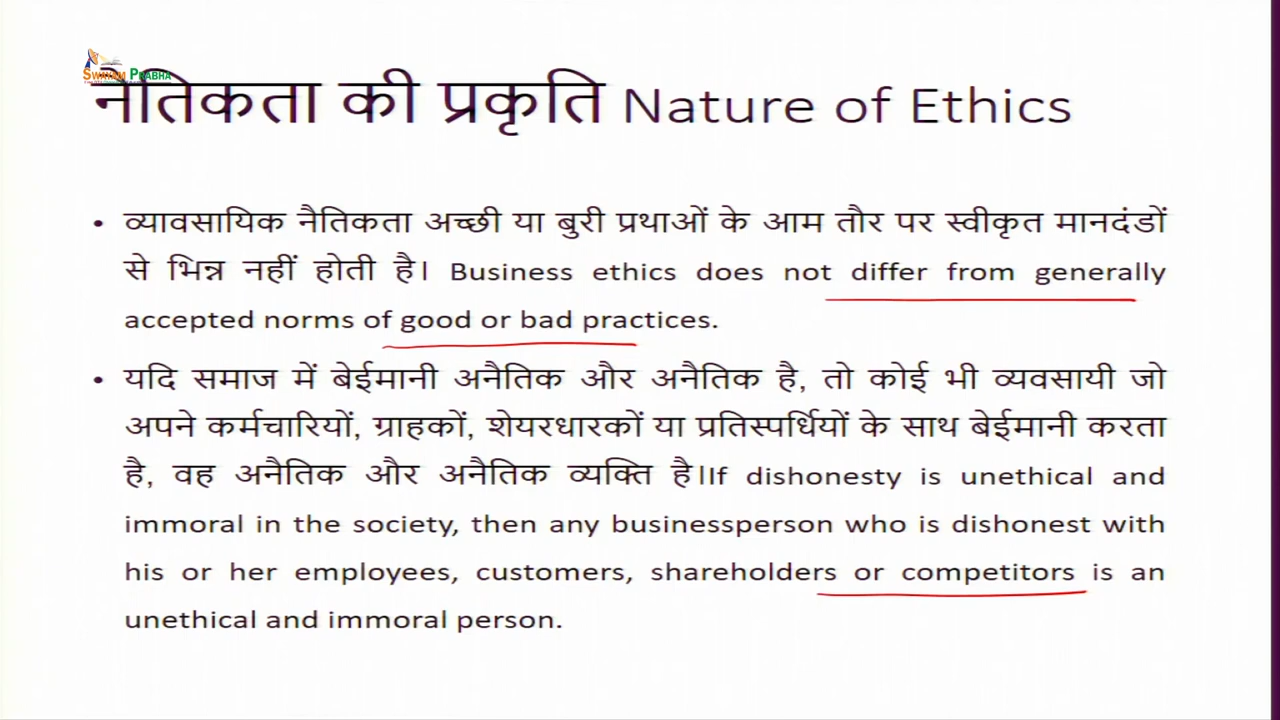 SWAYAM PRABHA
नैतिकता की प्रकृति Nature of Ethics
• व्यावसायिक नैतिकता अच्छी या बुरी प्रथाओं के आम तौर पर स्वीकृत मानदंडों
से भिन्न नहीं होती है। Business ethics does not differ from generally
accepted norms of good or bad practices.
• यदि समाज में बेईमानी अनैतिक और अनैतिक है, तो कोई भी व्यवसायी जो
अपने कर्मचारियों, ग्राहकों, शेयरधारकों या प्रतिस्पर्धियों के साथ बेईमानी करता
है, वह अनैतिक और अनैतिक व्यक्ति है।If dishonesty is unethical and
immoral in the society, then any businessperson who is dishonest with
his or her employees, customers, shareholders or competitors is an
unethical and immoral person.